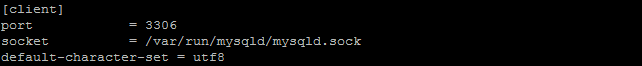 [client]
port            = 3306
socket          = /var/run/mysqld/mysqld.sock
default-character-set = utf8